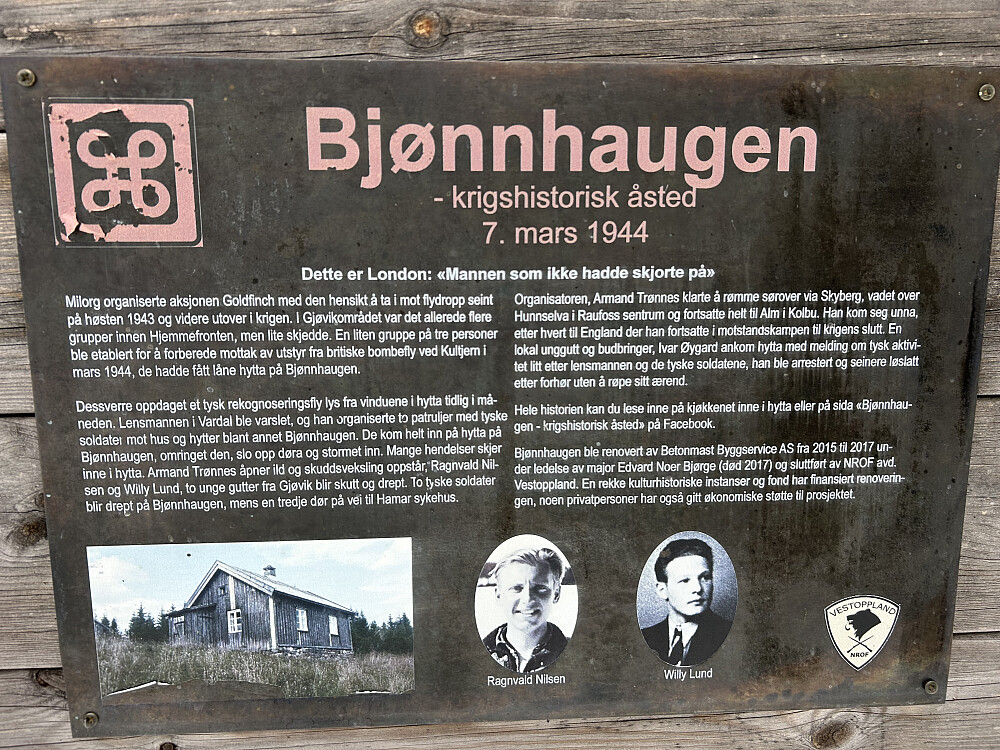 Bjønnhaugen
- krigshistorisk åsted
7. mars 1944
Dette er London: «Mannen som ikke hadde skjorte på»
Milorg organiserte aksjonen Goldfinch med den hensikt å ta i mot flydropp seint
på høsten 1943 og videre utover i krigen. I Gjøvikområdet var det allerede flere
grupper innen Hjemmefronten, men lite skjedde. En liten gruppe på tre personer
ble etablert for å forberede mottak av utstyr fra britiske bombefly ved Kultjern i
mars 1944, de hadde fått låne hytta på Bjønnhaugen.
Dessverre oppdaget et tysk rekognoseringsfly lys fra vinduene i hytta tidlig i må-
neden. Lensmannen i Vardal ble varslet, og han organiserte to patruljer med tyske
soldater mot hus og hytter blant annet Bjønnhaugen. De kom helt inn på hytta på
Bjønnhaugen, omringet den, slo opp døra og stormet inn. Mange hendelser skjer
inne i hytta. Armand Trønnes åpner ild og skuddsveksling oppstår, Ragnvald Nil-
sen og Willy Lund, to unge gutter fra Gjøvik blir skutt og drept. To tyske soldater
blir drept på Bjønnhaugen, mens en tredje dør på vei til Hamar sykehus.
Organisatoren, Armand Trønnes klarte å rømme sørover via Skyberg, vadet over
Hunnselva i Raufoss sentrum og fortsatte helt til Alm i Kolbu. Han kom seg unna,
etter hvert til England der han fortsatte i motstandskampen til krigens slutt. En
lokal unggutt og budbringer, Ivar Øygard ankom hytta med melding om tysk aktivi-
tet litt etter lensmannen og de tyske soldatene, han ble arrestert og seinere løslatt
etter forhør uten å røpe sitt ærend.
Hele historien kan du lese inne på kjøkkenet inne i hytta eller på sida «Bjønnhau-
gen - krigshistorisk åsted» på Facebook.
Bjønnhaugen ble renovert av Betonmast Byggservice AS fra 2015 til 2017 un-
der ledelse av major Edvard Noer Bjørge (død 2017) og sluttført av NROF avd.
Vestoppland. En rekke kulturhistoriske instanser og fond har finansiert renoverin-
gen, noen privatpersoner har også gitt økonomiske støtte til prosjektet.
Ragnvald Nilsen
Willy Lund
VESTOPPLAND
NROF